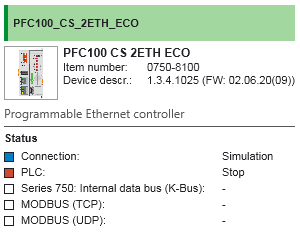 PFC100_CS_2ETH_ECO
PFC100 CS 2ETH ECO
Item number: 0750-8100
Device descr.: 1.3.4.1025 (FW: 02.06.20(09))
Programmable Ethernet controller
Status
Connection: Simulation
PLC: Stop
Series 750: Internal data bus (K-Bus): -
MODBUS (TCP): -
MODBUS (UDP): -